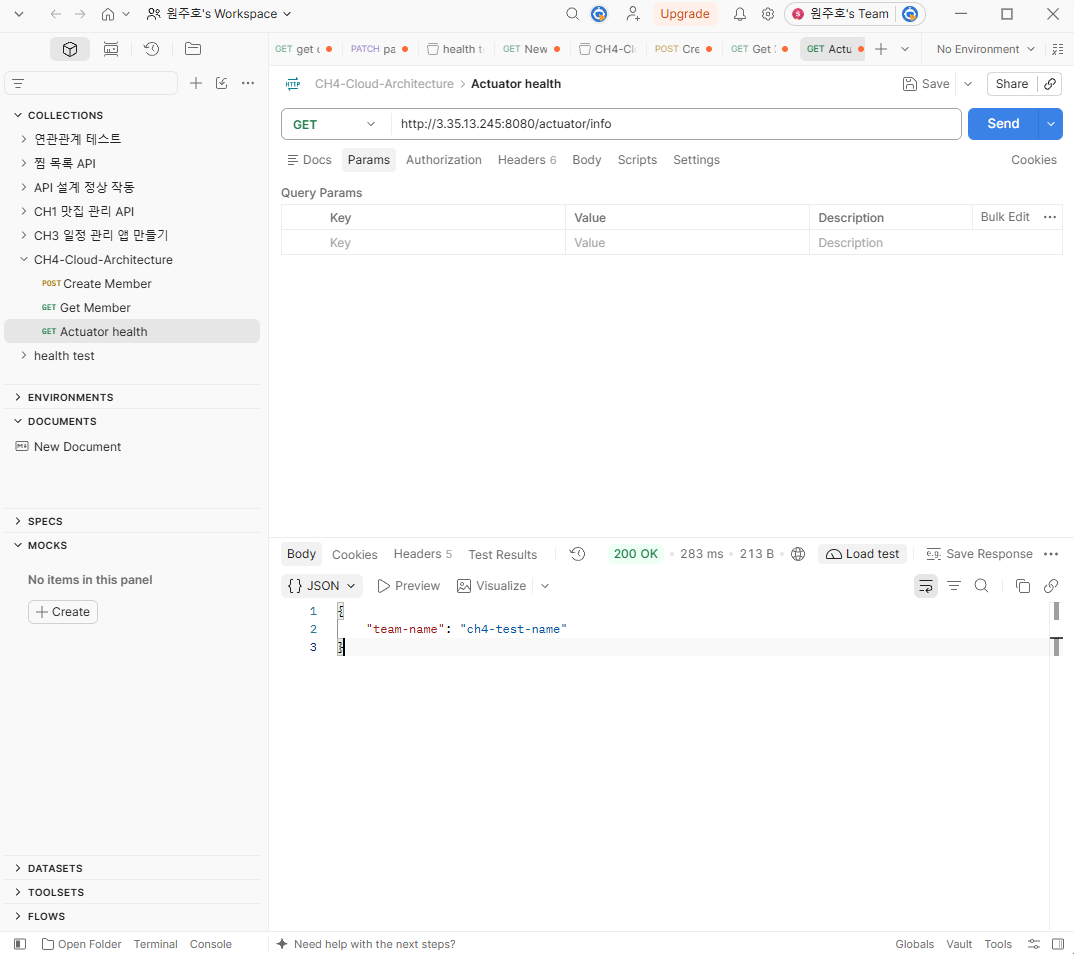 원주호's Workspace
Upgrade
원주호's Team
GET get
PATCH pa
health t
GET New
CH4-Cl
POST Cre
GET Get
GET Actu
No Environment
CH4-Cloud-Architecture > Actuator health
Save
Share
GET
http://3.35.13.245:8080/actuator/info
Send
Docs
Params
Authorization
Headers 6
Body
Scripts
Settings
Cookies
Query Params
Key Value Description Bulk Edit
Key Value Description
COLLECTIONS
연관관계 테스트
찜 목록 API
API 설계 정상 작동
CH1 맛집 관리 API
CH3 일정 관리 앱 만들기
CH4-Cloud-Architecture
POST Create Member
GET Get Member
GET Actuator health
health test
ENVIRONMENTS
DOCUMENTS
New Document
SPECS
MOCKS
No items in this panel
Create
DATASETS
TOOLSETS
FLOWS
Body
Cookies
Headers 5
Test Results
200 OK • 283 ms • 213 B
Load test
e.g. Save Response
{} JSON
Preview
Visualize
1 {
2 "team-name": "ch4-test-name"
3 }
Open Folder
Terminal
Console
Need help with the next steps?
Globals
Vault
Tools